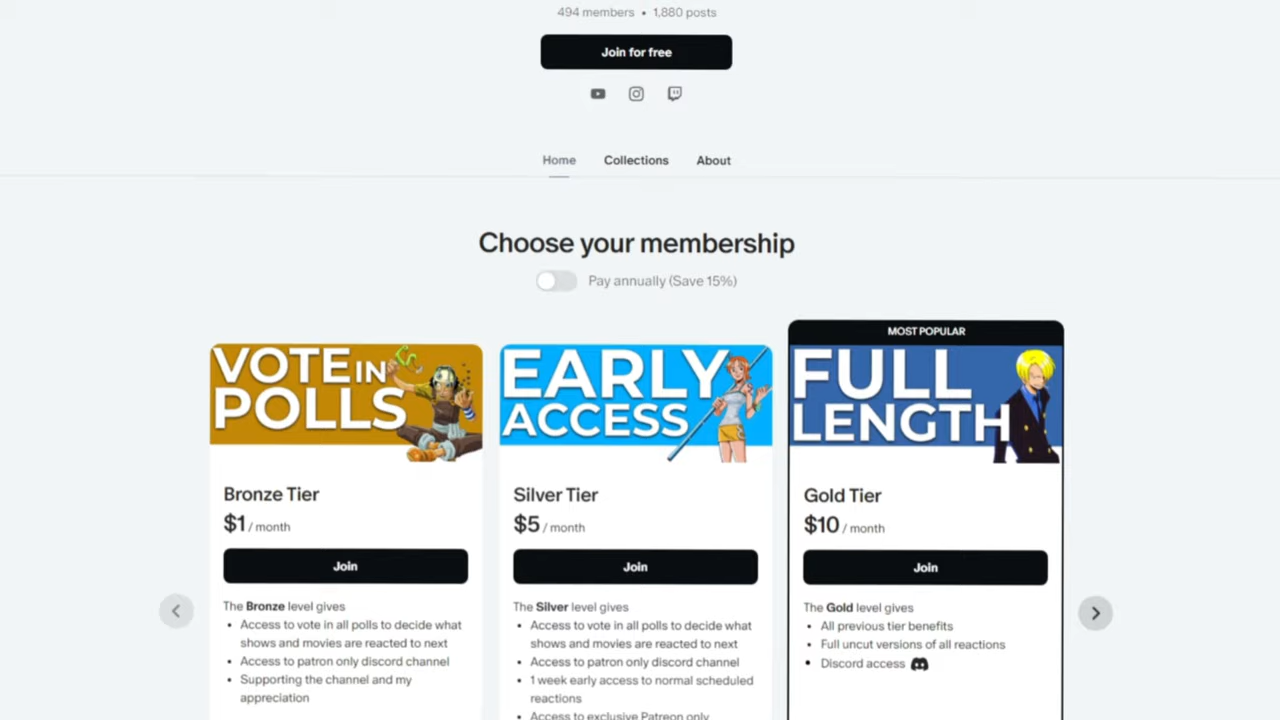 494 members • 1,880 posts
Join for free
Home Collections About
Choose your membership
Pay annually (Save 15%)
VOTE IN
POLLS
Bronze Tier
$1 / month
Join
The Bronze level gives
• Access to vote in all polls to decide what
shows and movies are reacted to next
• Access to patron only discord channel
• Supporting the channel and my
appreciation
EARLY
ACCESS
Silver Tier
$5 / month
Join
The Silver level gives
• Access to vote in all polls to decide what
shows and movies are reacted to next
• Access to patron only discord channel
• 1 week early access to normal scheduled
reactions
• Access to exclusive Patreon only
MOST POPULAR
FULL
LENGTH
Gold Tier
$10 / month
Join
The Gold level gives
• All previous tier benefits
• Full uncut versions of all reactions
• Discord access